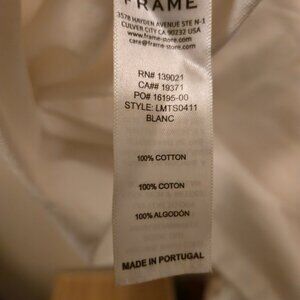 FRAME
3578 HAYDEN AVENUE STE N-1
CULVER CITY CA 90232 USA
www.frame-store.com
care@frame-store.com
RN# 139021
CA## 19371
PO# 16195-00
STYLE: LMTS0411
BLANC
100% COTTON
100% COTON
100% ALGODÓN
MADE IN PORTUGAL